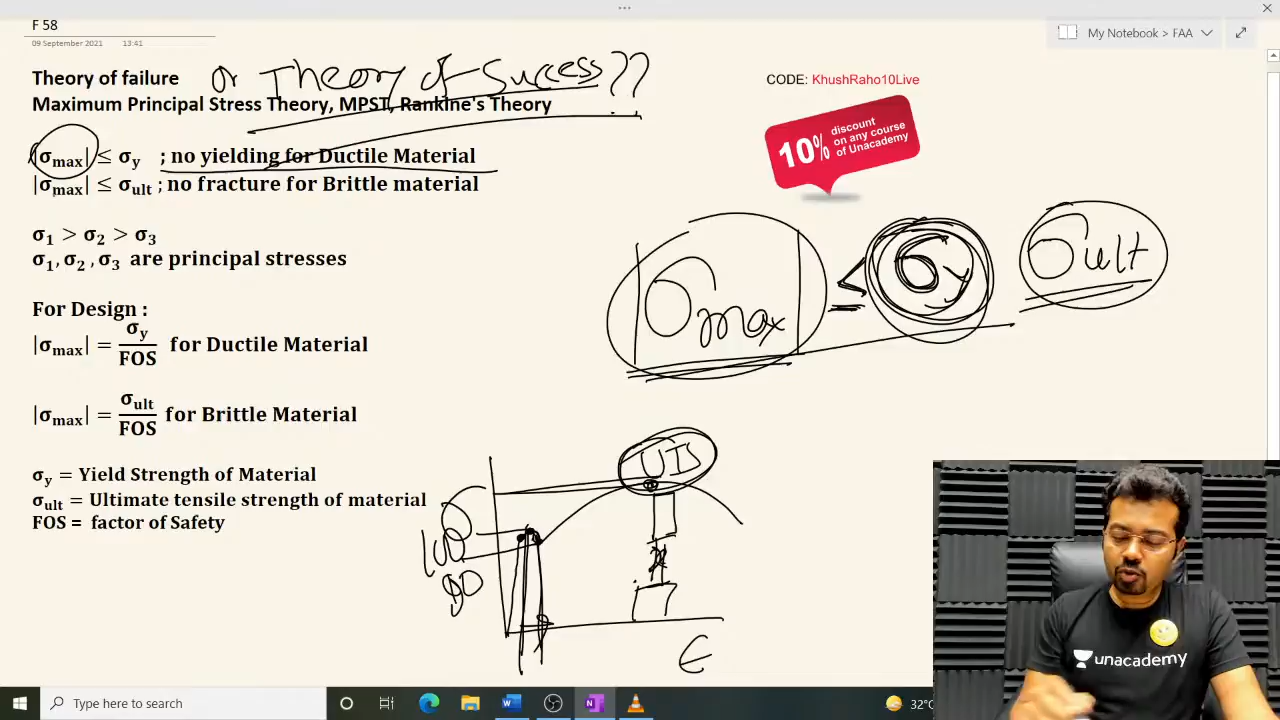 F 58
09 September 2021 13:41
My Notebook > FAA
Theory of failure or Theory of Success??
Maximum Principal Stress Theory, MPST, Rankine's Theory
CODE: KhushRaho10Live
10% discount
on any course
of Unacademy
|σmax| ≤ σy ; no yielding for Ductile Material
|σmax| ≤ σult ; no fracture for Brittle material
σ1 > σ2 > σ3
σ1, σ2 , σ3 are principal stresses
|σmax| ≤ σy σult
For Design :
|σmax| = σy/FOS for Ductile Material
|σmax| = σult/FOS for Brittle Material
σy = Yield Strength of Material
σult = Ultimate tensile strength of material
FOS = factor of Safety
100
90
ϵ
unacademy
Type here to search
32°C